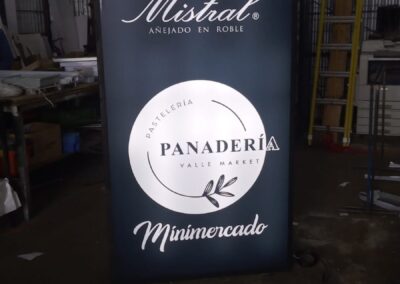 Mistral®
AÑEJADO EN ROBLE
PASTELERÍA
PANADERÍA
VALLE MARKET
Minimercado